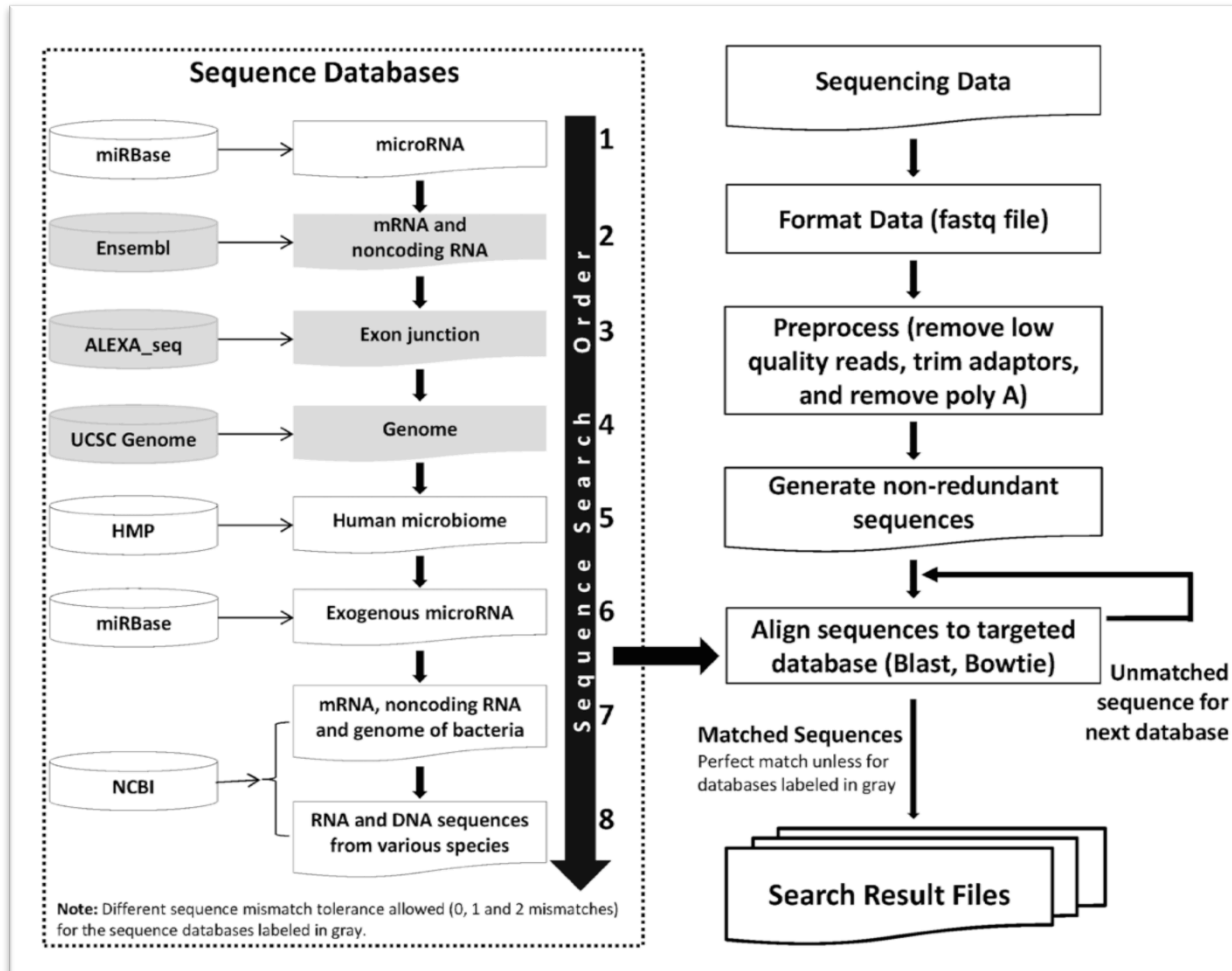 Sequence Databases
miRBase
microRNA
1
Ensembl
mRNA and
noncoding RNA
2
ALEXA_seq
Exon junction
3
UCSC Genome
Genome
4
HMP
Human microbiome
5
miRBase
Exogenous microRNA
6
NCBI
mRNA, noncoding RNA
and genome of bacteria
7
RNA and DNA sequences
from various species
8
Sequence Search Order
Note: Different sequence mismatch tolerance allowed (0, 1 and 2 mismatches)
for the sequence databases labeled in gray.
Sequencing Data
Format Data (fastq file)
Preprocess (remove low
quality reads, trim adaptors,
and remove poly A)
Generate non-redundant
sequences
Align sequences to targeted
database (Blast, Bowtie)
Unmatched
sequence for
next database
Matched Sequences
Perfect match unless for
databases labeled in gray
Search Result Files